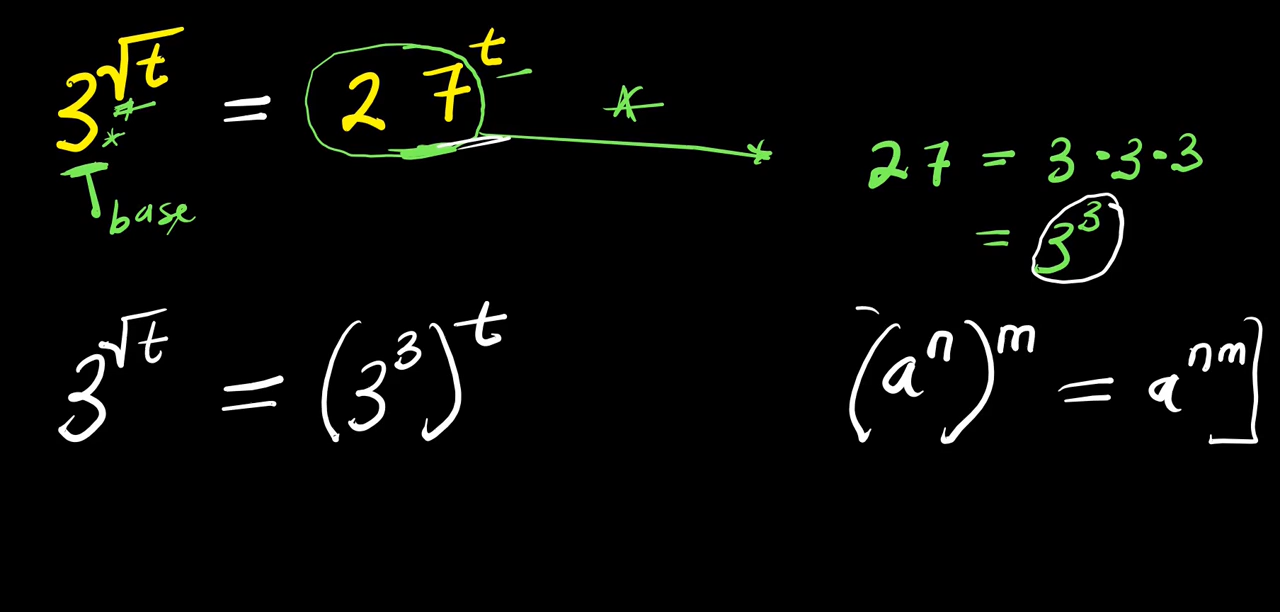 3^√t = 27^t
base
27 = 3·3·3
= 3^3
3^√t = (3^3)^t
[(a^n)^m = a^nm]